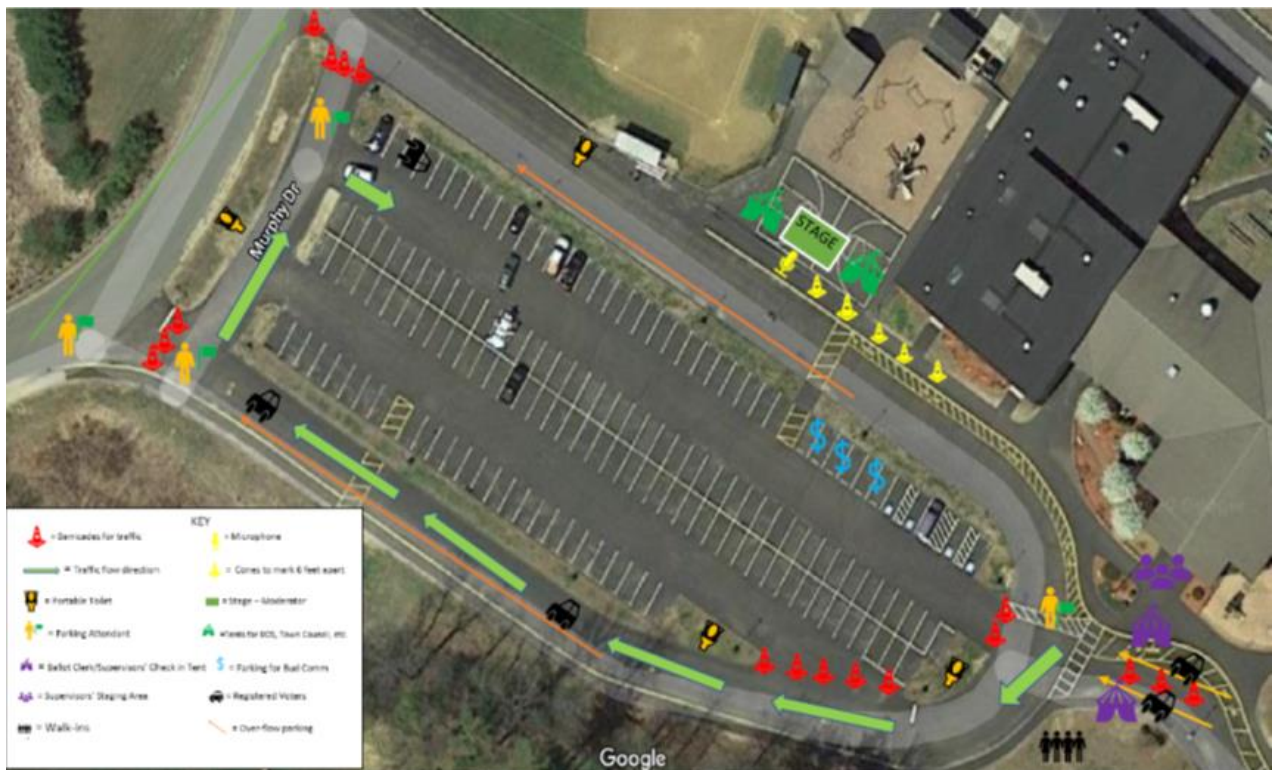 Murphy Dr
STAGE
KEY
= Barricades for traffic
= Microphone
= Traffic flow direction
= Cones to mark 6 feet apart
= Portable Toilet
= Stage – Moderator
= Parking Attendant
=Tents for BOS, Town Council, etc.
= Ballot Clerk/Supervisors' Check in Tent
= Parking for Bud Comm
= Supervisors' Staging Area
= Registered Voters
= Walk-ins
= Over-flow parking
$
$
$
Google